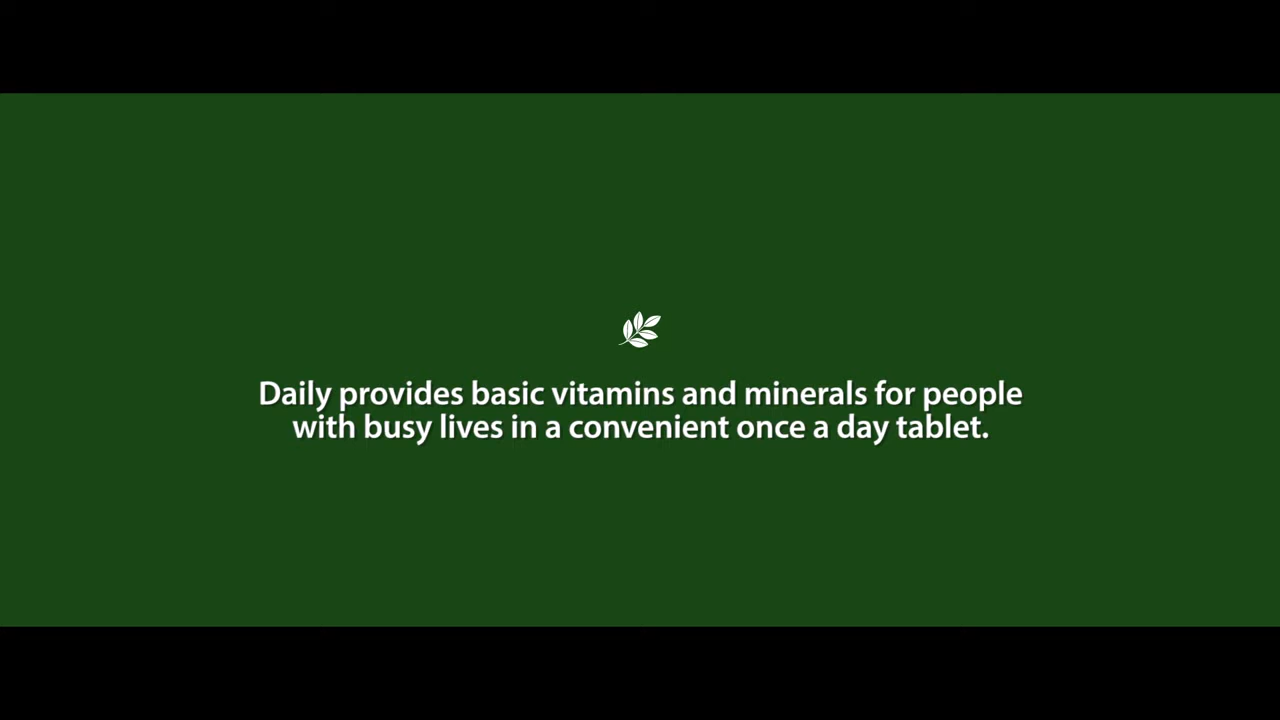 Daily provides basic vitamins and minerals for people
with busy lives in a convenient once a day tablet.